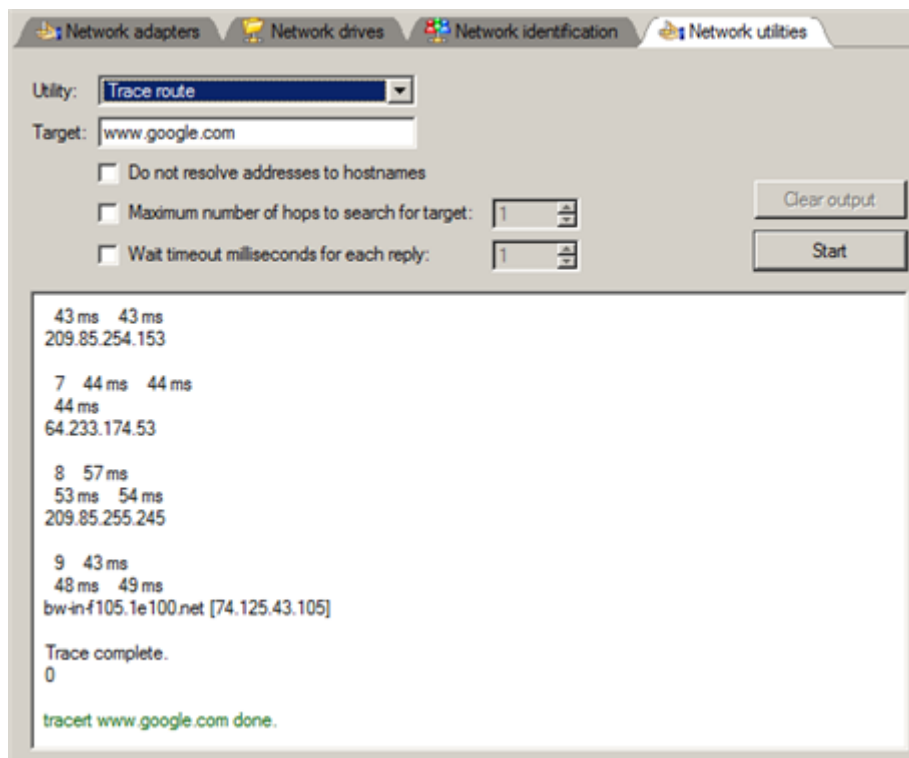 Network adapters Network drives Network identification Network utilities
Utility: Trace route
Target: www.google.com
Do not resolve addresses to hostnames
Maximum number of hops to search for target: 1
Clear output
Wait timeout milliseconds for each reply: 1
Start
43 ms 43 ms
209.85.254.153
7 44 ms 44 ms
44 ms
64.233.174.53
8 57 ms
53 ms 54 ms
209.85.255.245
9 43 ms
48 ms 49 ms
bw-in-f105.1e100.net [74.125.43.105]
Trace complete.
0
tracert www.google.com done.